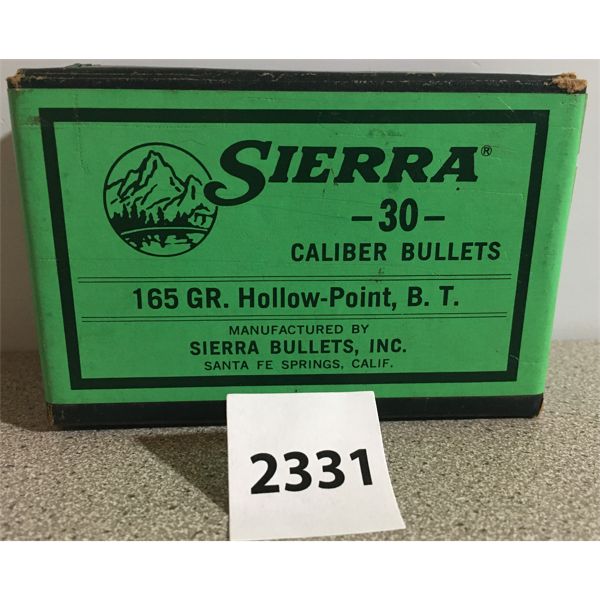 SIERRA®
-30-
CALIBER BULLETS
165 GR. Hollow-Point, B. T.
MANUFACTURED BY
SIERRA BULLETS, INC.
SANTA FE SPRINGS, CALIF.
2331